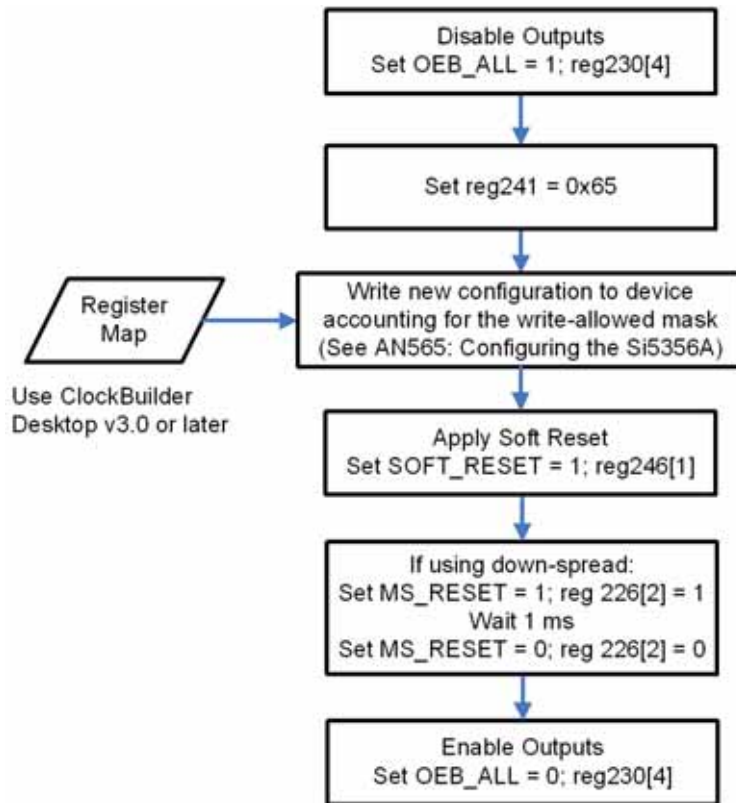 Disable Outputs
Set OEB_ALL = 1; reg230[4]
Set reg241 = 0x65
Register
Map
Use ClockBuilder
Desktop v3.0 or later
Write new configuration to device
accounting for the write-allowed mask
(See AN565: Configuring the Si5356A)
Apply Soft Reset
Set SOFT_RESET = 1; reg246[1]
If using down-spread:
Set MS_RESET = 1; reg 226[2] = 1
Wait 1 ms
Set MS_RESET = 0; reg 226[2] = 0
Enable Outputs
Set OEB_ALL = 0; reg230[4]